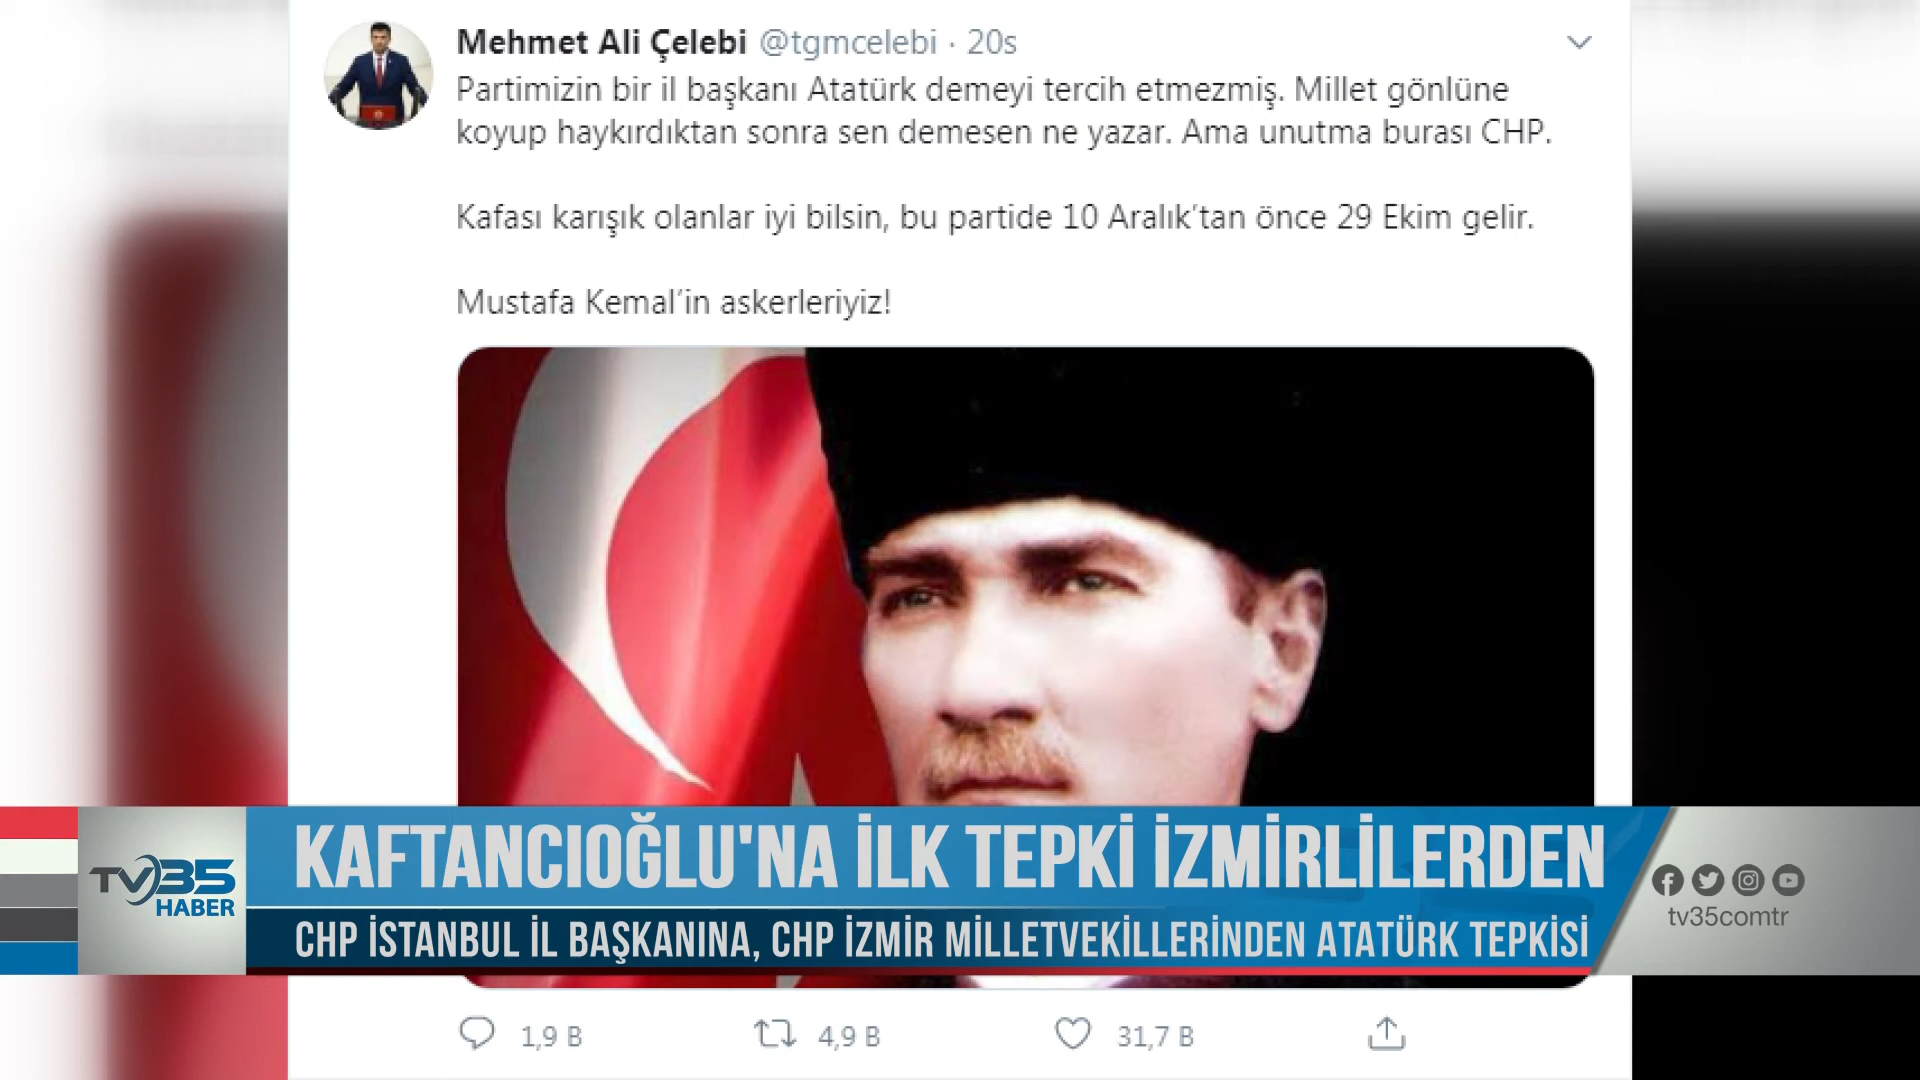 Mehmet Ali Çelebi @tgmcelebi · 20s
Partimizin bir il başkanı Atatürk demeyi tercih etmezmiş. Millet gönlüne
koyup haykırdıktan sonra sen demesen ne yazar. Ama unutma burası CHP.
Kafası karışık olanlar iyi bilsin, bu partide 10 Aralık'tan önce 29 Ekim gelir.
Mustafa Kemal'in askerleriyiz!
KAFTANCIOĞLU'NA İLK TEPKİ İZMİRLİLERDEN
TV35
HABER
tv35comtr
CHP İSTANBUL İL BAŞKANINA, CHP İZMİR MİLLETVEKİLLERİNDEN ATATÜRK TEPKİSİ
1,9 B 4,9 B 31,7 B